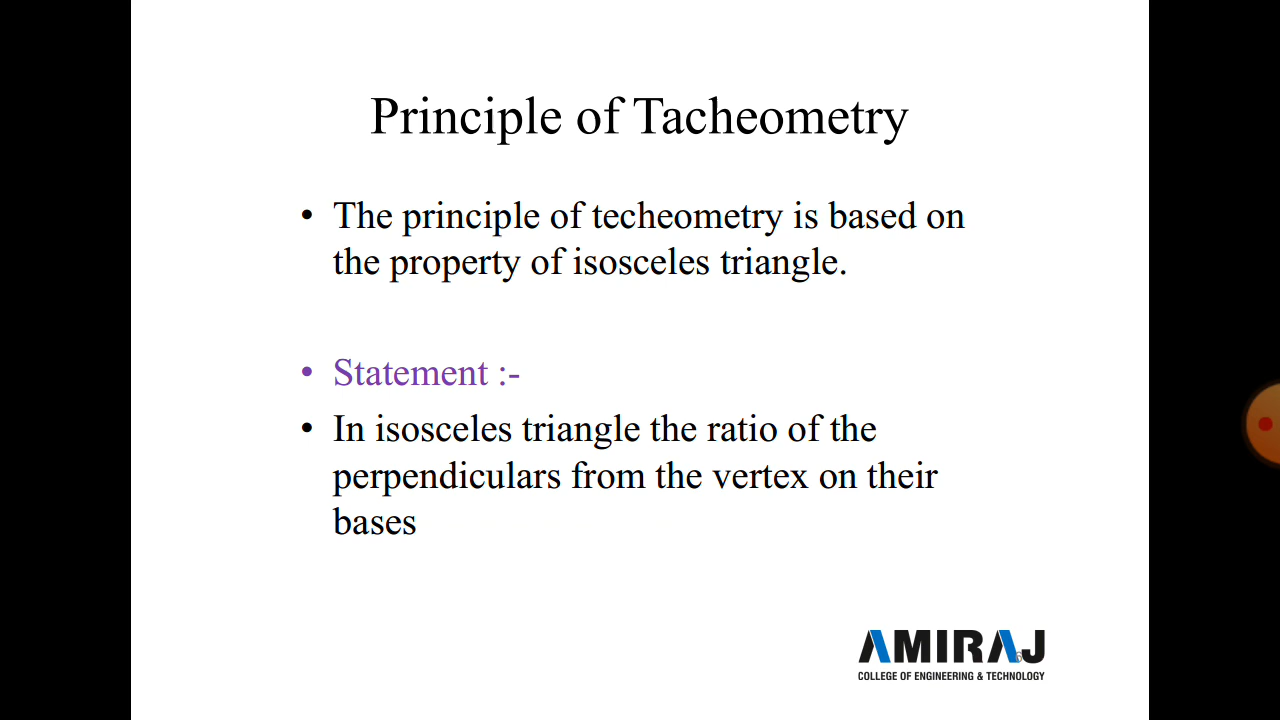 Principle of Tacheometry
• The principle of techeometry is based on
the property of isosceles triangle.
• Statement :-
• In isosceles triangle the ratio of the
perpendiculars from the vertex on their
bases
AMIRAJ
COLLEGE OF ENGINEERING & TECHNOLOGY